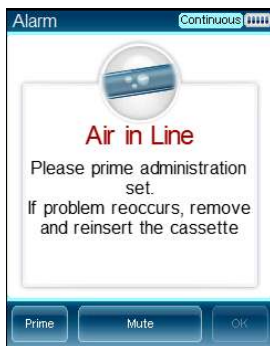 Alarm
Continuous
Air in Line
Please prime administration
set.
If problem reoccurs, remove
and reinsert the cassette
Prime
Mute
OK